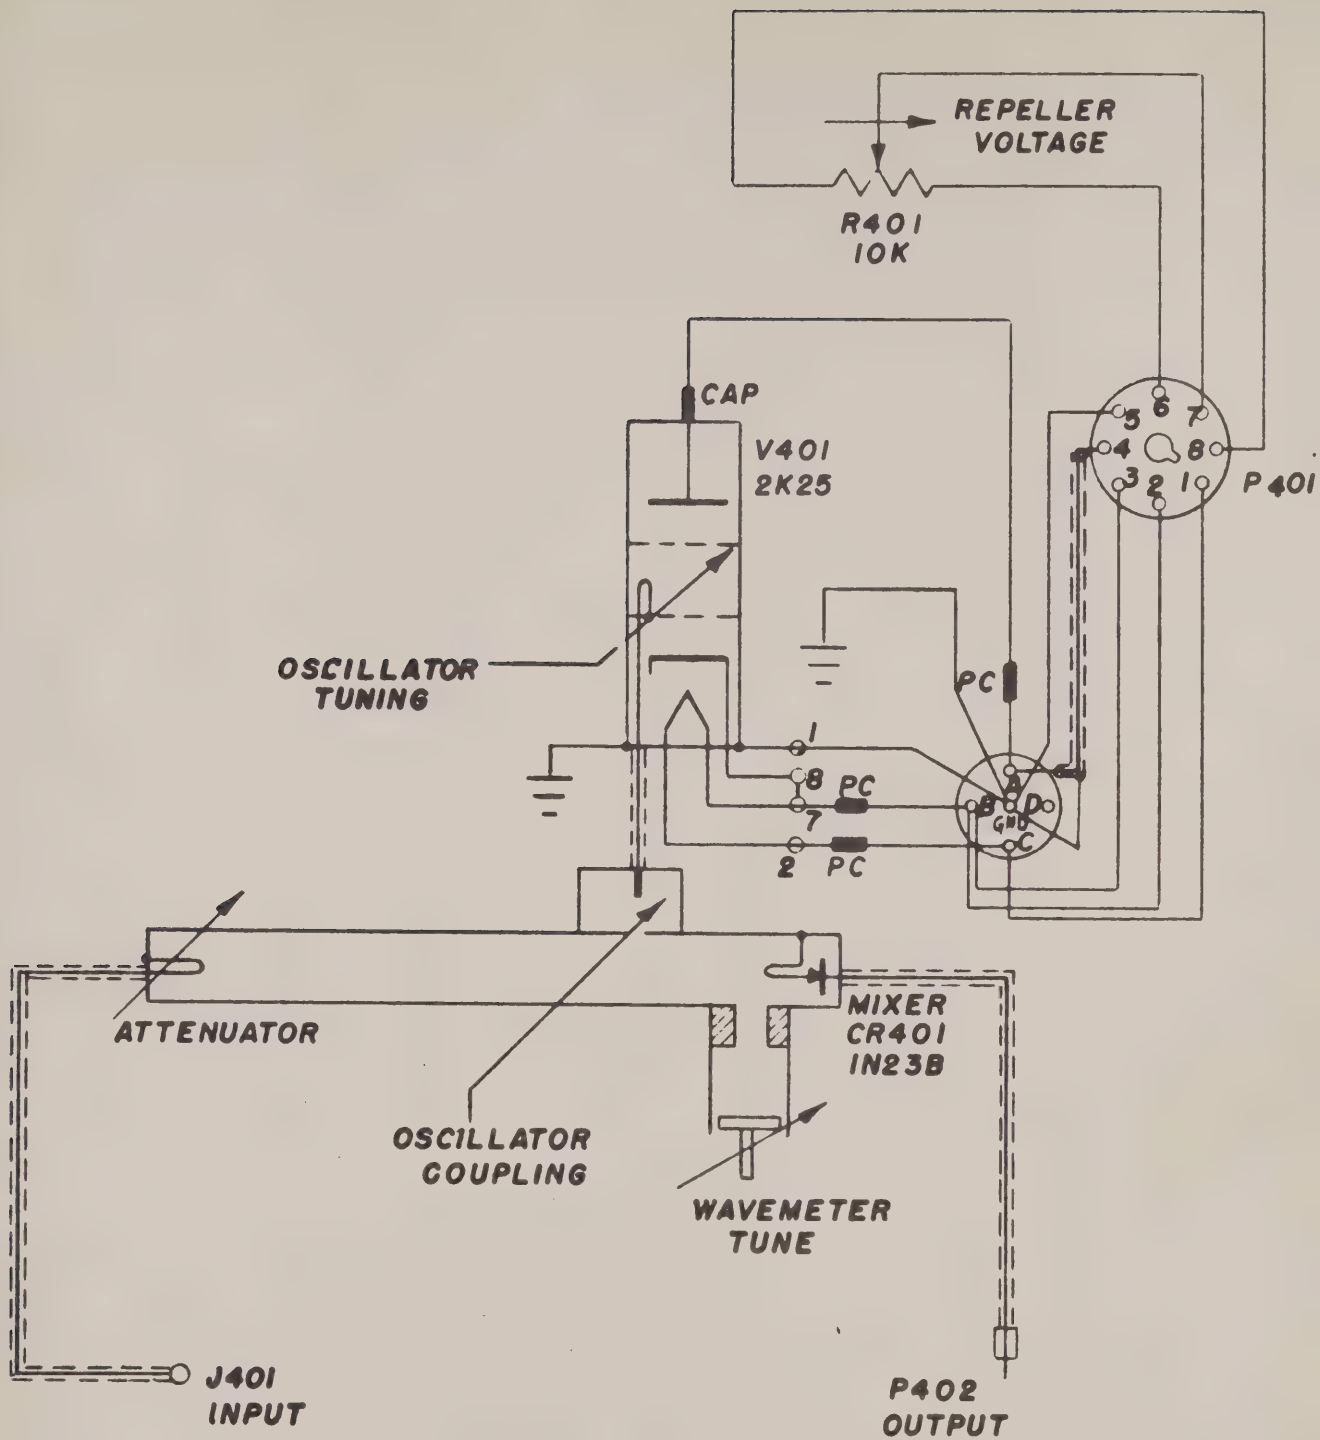 REPELLER
VOLTAGE
R401
10K
CAP
V401
2K25
5
6
7
4
8
3
2
1
P401
OSCILLATOR
TUNING
PC
1
8
PC
7
2
PC
A
B
D
GND
C
ATTENUATOR
MIXER
CR401
1N23B
OSCILLATOR
COUPLING
WAVEMETER
TUNE
J401
INPUT
P402
OUTPUT